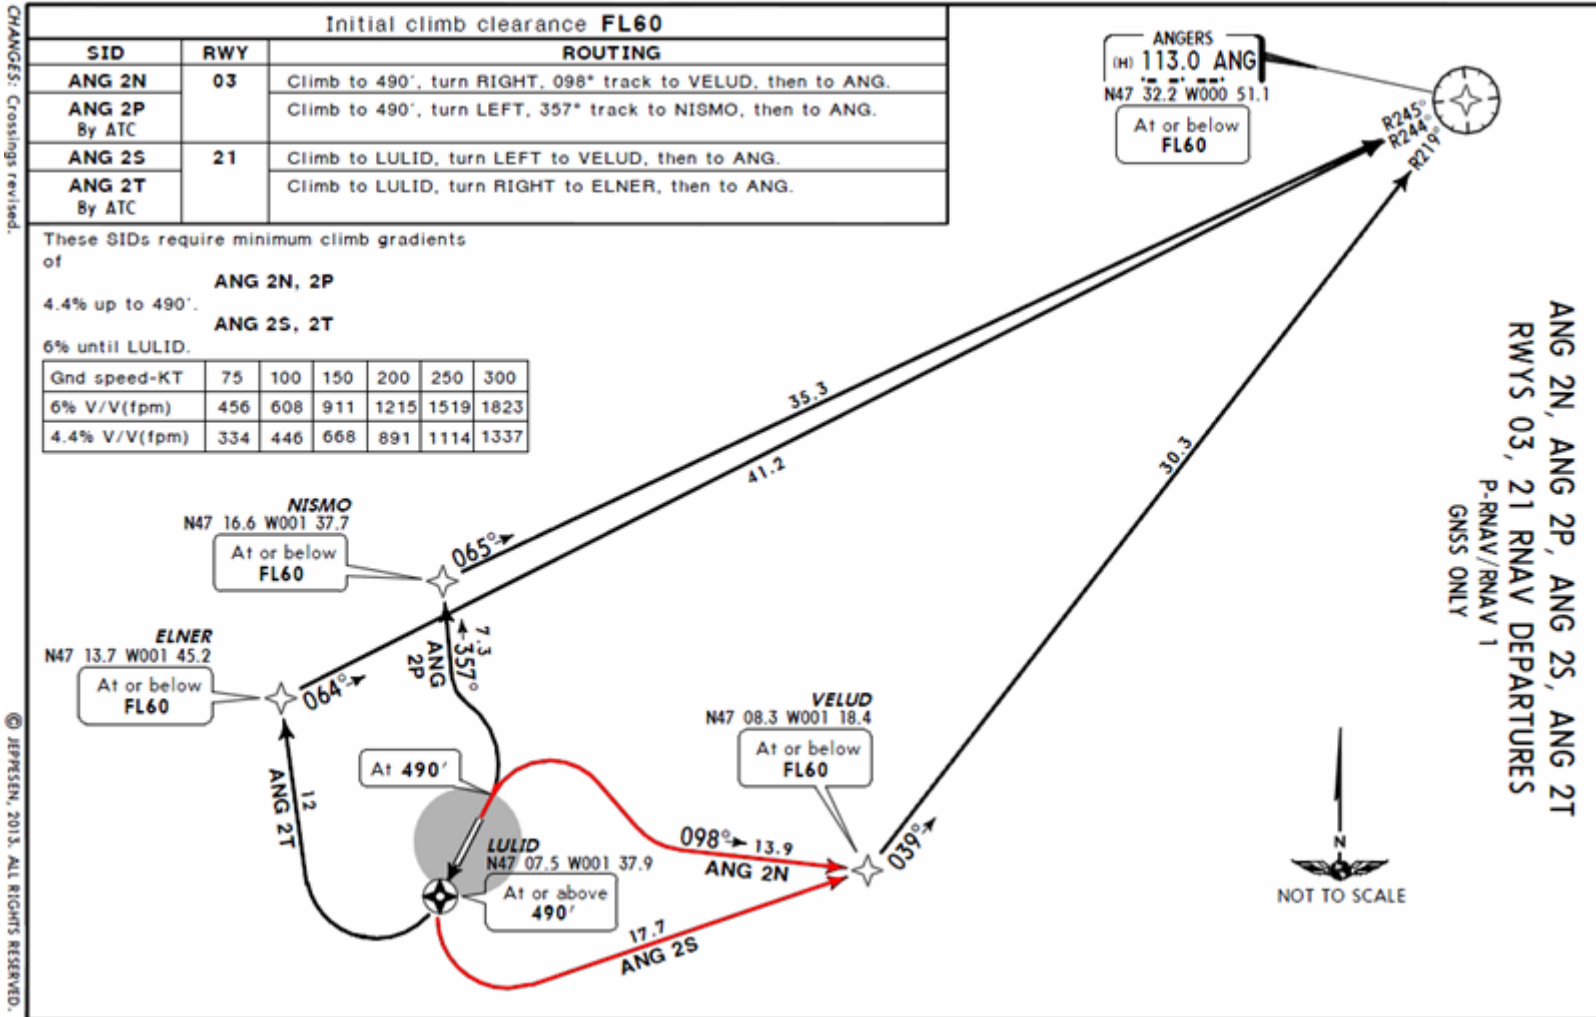 CHANGES: Crossings revised.
© JEPPESEN, 2013. ALL RIGHTS RESERVED.
Initial climb clearance FL60
SID RWY ROUTING
ANG 2N 03 Climb to 490', turn RIGHT, 098° track to VELUD, then to ANG.
ANG 2P Climb to 490', turn LEFT, 357° track to NISMO, then to ANG.
By ATC
ANG 2S 21 Climb to LULID, turn LEFT to VELUD, then to ANG.
ANG 2T Climb to LULID, turn RIGHT to ELNER, then to ANG.
By ATC
These SIDs require minimum climb gradients
of
ANG 2N, 2P
4.4% up to 490'.
ANG 2S, 2T
6% until LULID.
Gnd speed-KT 75 100 150 200 250 300
6% V/V(fpm) 456 608 911 1215 1519 1823
4.4% V/V(fpm) 334 446 668 891 1114 1337
ANGERS
(H) 113.0 ANG
N47 32.2 W000 51.1
At or below
FL60
R245°
R244°
R219°
35.3
41.2
30.3
NISMO
N47 16.6 W001 37.7
At or below
FL60
065°
ELNER
N47 13.7 W001 45.2
At or below
FL60
064°
7.3
357°
ANG
2P
12
ANG 2T
At 490'
LULID
N47 07.5 W001 37.9
At or above
490'
VELUD
N47 08.3 W001 18.4
At or below
FL60
098°
13.9
ANG 2N
039°
17.7
ANG 2S
ANG 2N, ANG 2P, ANG 2S, ANG 2T
RWYS 03, 21 RNAV DEPARTURES
P-RNAV/RNAV 1
GNSS ONLY
N
NOT TO SCALE